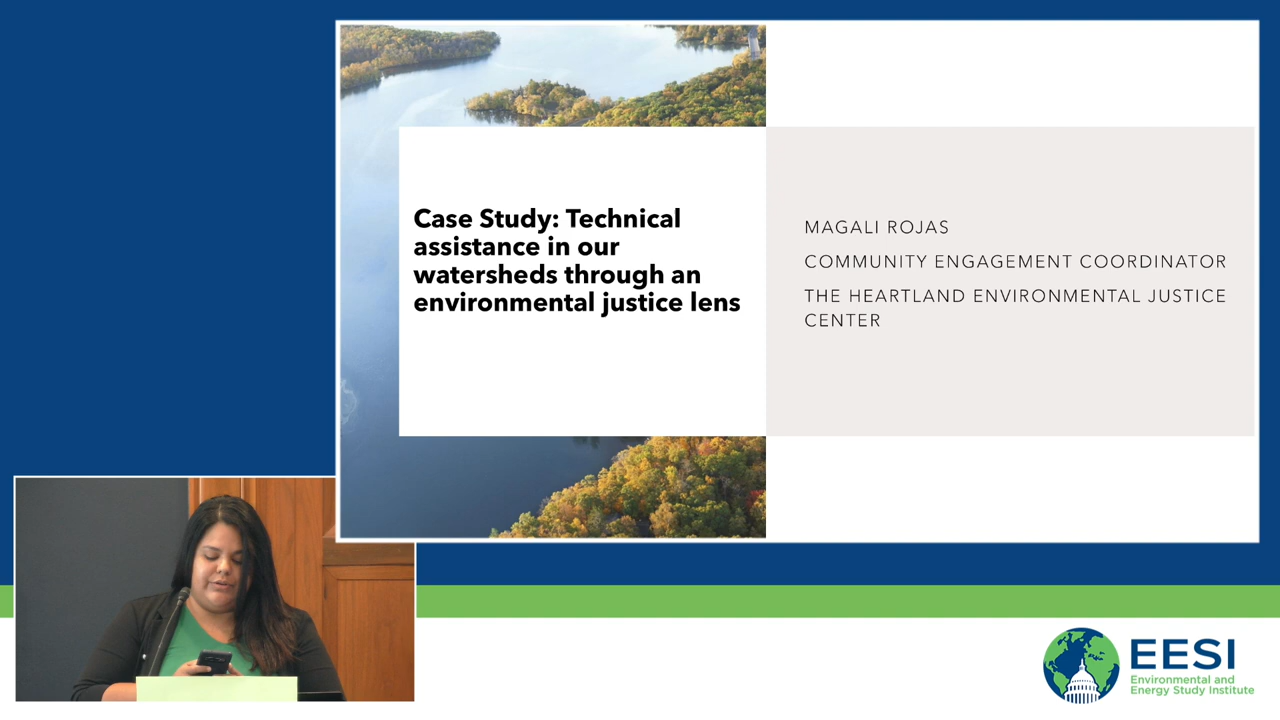 Case Study: Technical
assistance in our
watersheds through an
environmental justice lens
MAGALI ROJAS
COMMUNITY ENGAGEMENT COORDINATOR
THE HEARTLAND ENVIRONMENTAL JUSTICE
CENTER
EESI
Environmental and
Energy Study Institute